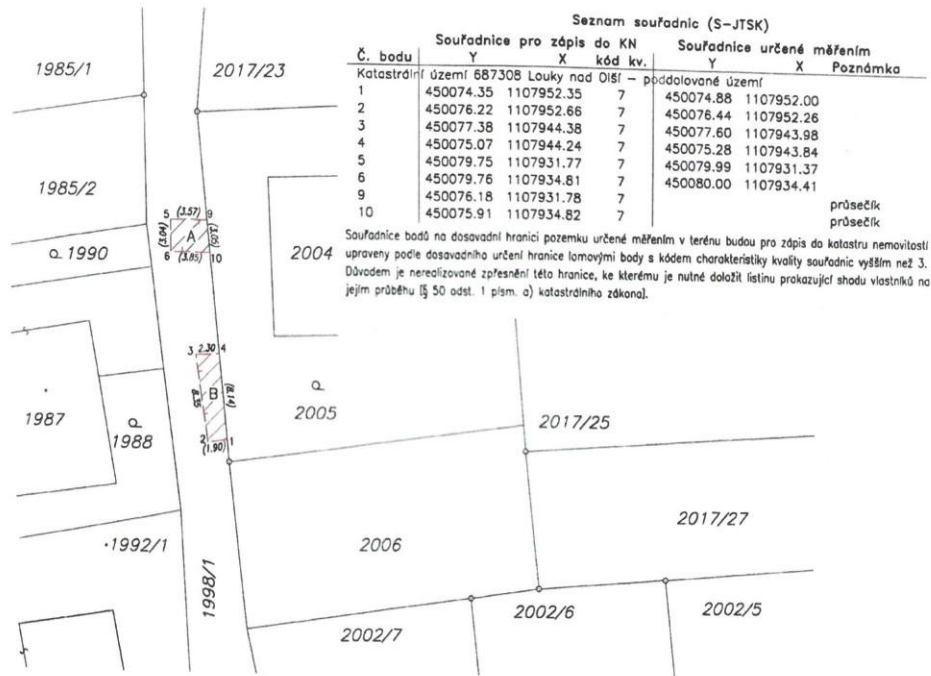 Seznam souřadnic (S-JTSK)
Souřadnice pro zápis do KN Souřadnice určené měřením
Č. bodu Y X kód kv. Y X Poznámka
Katastrální území 687308 Louky nad Olší – poddolované území
1 450074.35 1107952.35 7 450074.88 1107952.00
2 450076.22 1107952.66 7 450076.44 1107952.26
3 450077.38 1107944.38 7 450077.60 1107943.98
4 450075.07 1107944.24 7 450075.28 1107943.84
5 450079.75 1107931.77 7 450079.99 1107931.37
6 450079.76 1107934.81 7 450080.00 1107934.41
9 450076.18 1107931.78 7 průsečík
10 450075.91 1107934.82 7 průsečík
Souřadnice bodů na dosavadní hranici pozemku určené měřením v terénu budou pro zápis do katastru nemovitostí
upraveny podle dosavadního určení hranice lomovými body s kódem charakteristiky kvality souřadnic vyšším než 3.
Důvodem je nerealizované zpřesnění této hranice, ke kterému je nutné doložit listinu prokazující shodu vlastníků na
jejím průběhu [§ 50 odst. 1 písm. a) katastrálního zákona].
1985/1
2017/23
1985/2
5 (3.57) 9
(3.04) A (3.05)
6 (3.85) 10
1990
2004
3 2.30 4
8.35 B (8.14)
2 1
(1.90)
1987
1988
2005
2017/25
2017/27
1992/1
2006
1998/1
2002/7
2002/6
2002/5